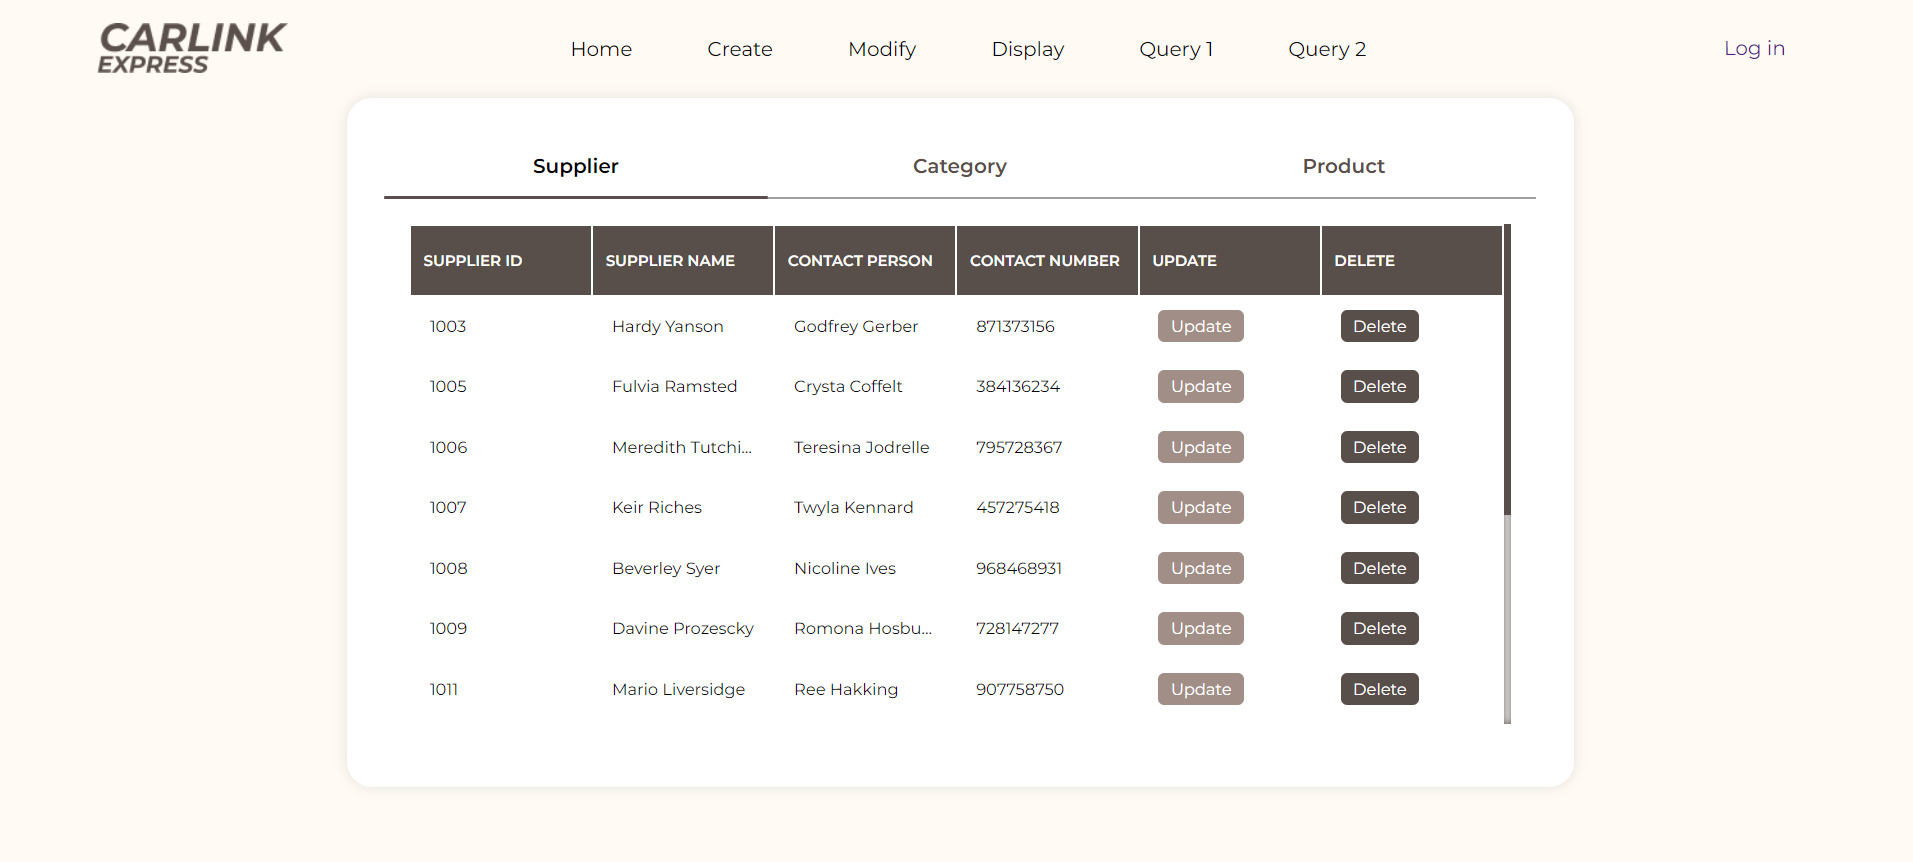 CARLINK
EXPRESS
Home Create Modify Display Query 1 Query 2 Log in
Supplier Category Product
SUPPLIER ID SUPPLIER NAME CONTACT PERSON CONTACT NUMBER UPDATE DELETE
1003 Hardy Yanson Godfrey Gerber 871373156 Update Delete
1005 Fulvia Ramsted Crysta Coffelt 384136234 Update Delete
1006 Meredith Tutchi... Teresina Jodrelle 795728367 Update Delete
1007 Keir Riches Twyla Kennard 457275418 Update Delete
1008 Beverley Syer Nicoline Ives 968468931 Update Delete
1009 Davine Prozescky Romona Hosbu... 728147277 Update Delete
1011 Mario Liversidge Ree Hakking 907758750 Update Delete